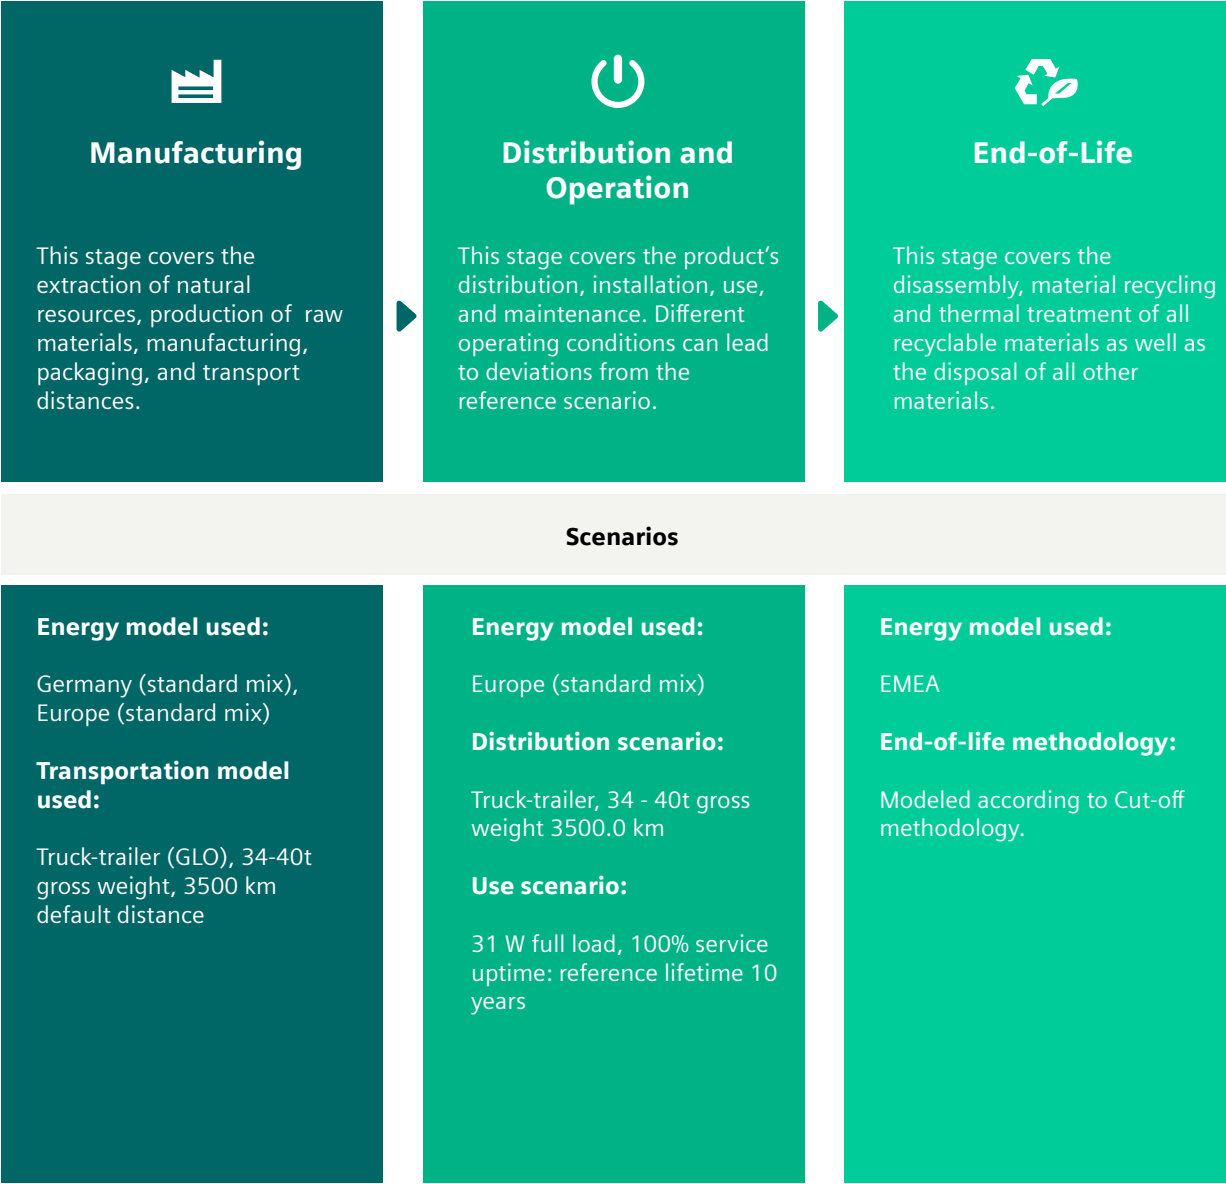 Manufacturing
This stage covers the
extraction of natural
resources, production of  raw
materials, manufacturing,
packaging, and transport
distances.
Distribution and
Operation
This stage covers the product’s
distribution, installation, use,
and maintenance. Different
operating conditions can lead
to deviations from the
reference scenario.
End-of-Life
This stage covers the
disassembly, material recycling
and thermal treatment of all
recyclable materials as well as
the disposal of all other
materials.
Scenarios
Energy model used:
Germany (standard mix),
Europe (standard mix)
Transportation model
used:
Truck-trailer (GLO), 34-40t
gross weight, 3500 km
default distance
Energy model used:
Europe (standard mix)
Distribution scenario:
Truck-trailer, 34 - 40t gross
weight 3500.0 km
Use scenario:
31 W full load, 100% service
uptime: reference lifetime 10
years
Energy model used:
EMEA
End-of-life methodology:
Modeled according to Cut-off
methodology.